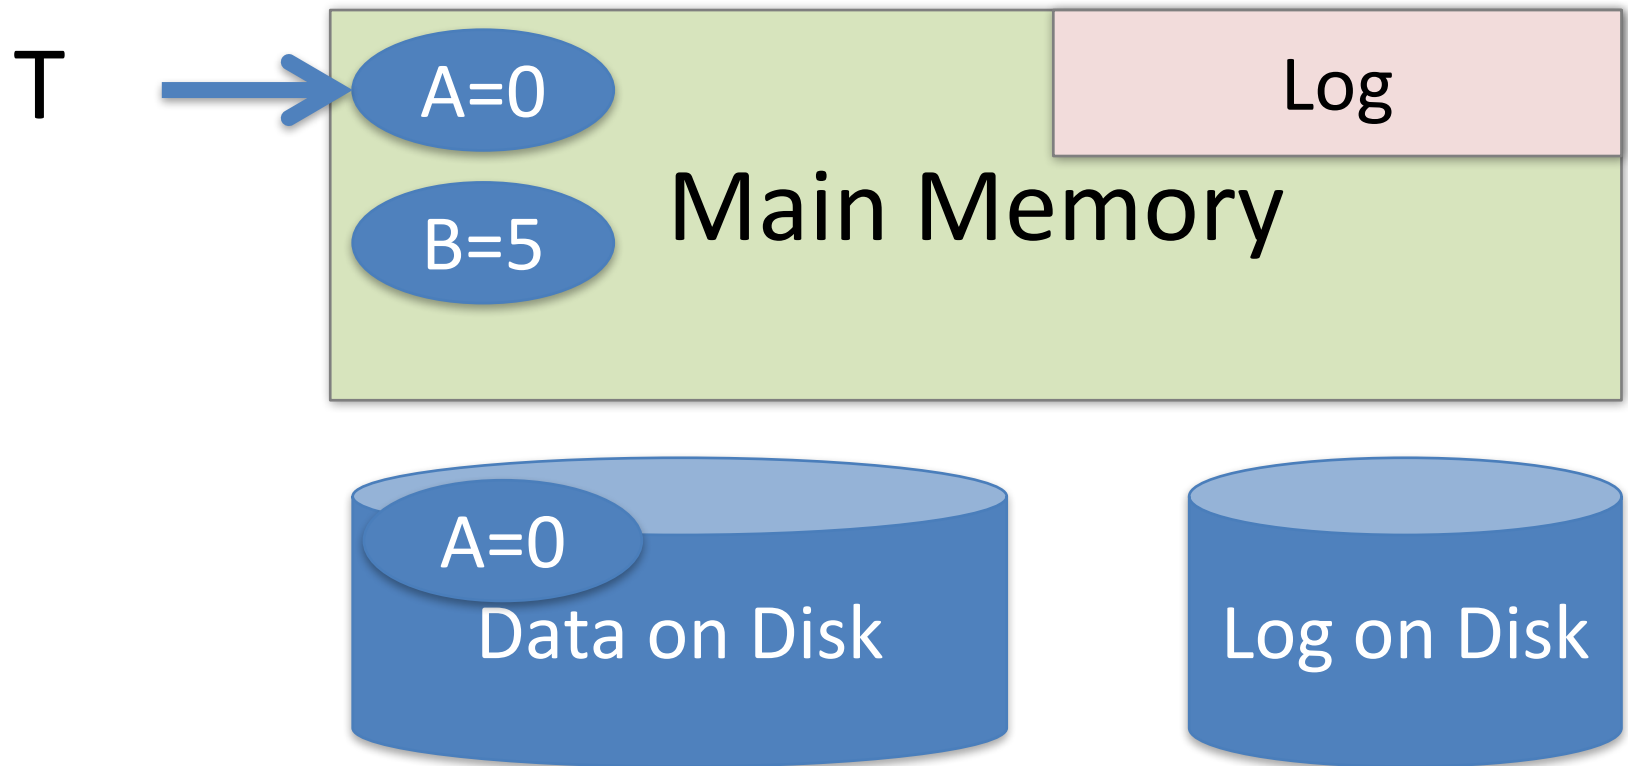 T
A=0
Log
B=5
Main Memory
A=0
Data on Disk
Log on Disk